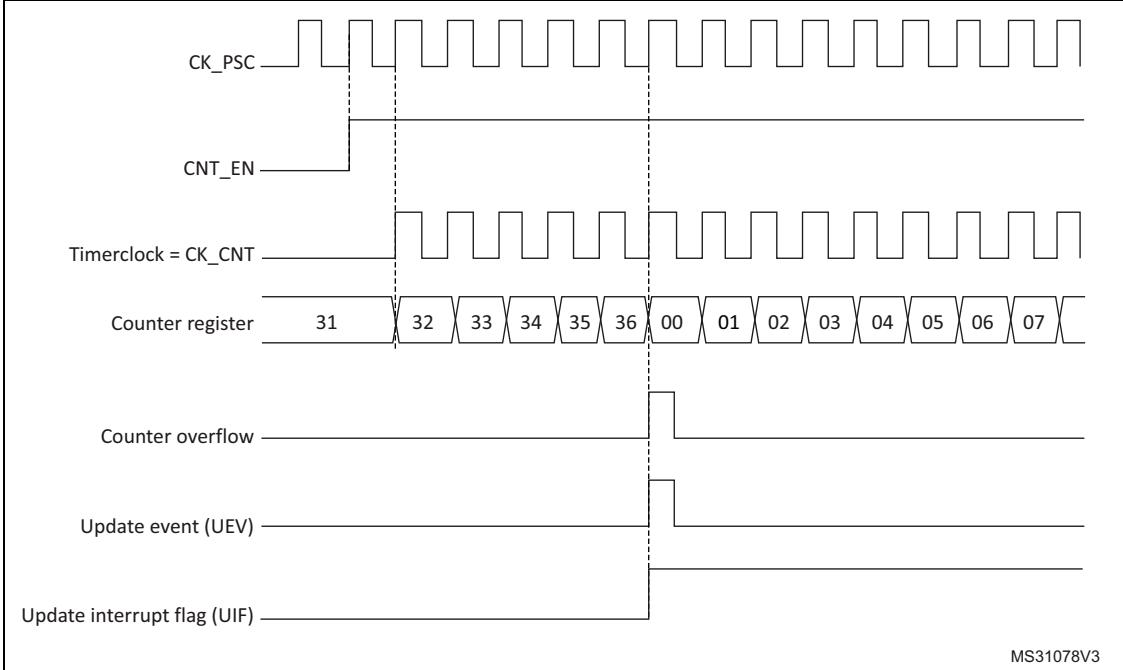 CK_PSC
CNT_EN
Timerclock = CK_CNT
Counter register 31 32 33 34 35 36 00 01 02 03 04 05 06 07
Counter overflow
Update event (UEV)
Update interrupt flag (UIF)
MS31078V3